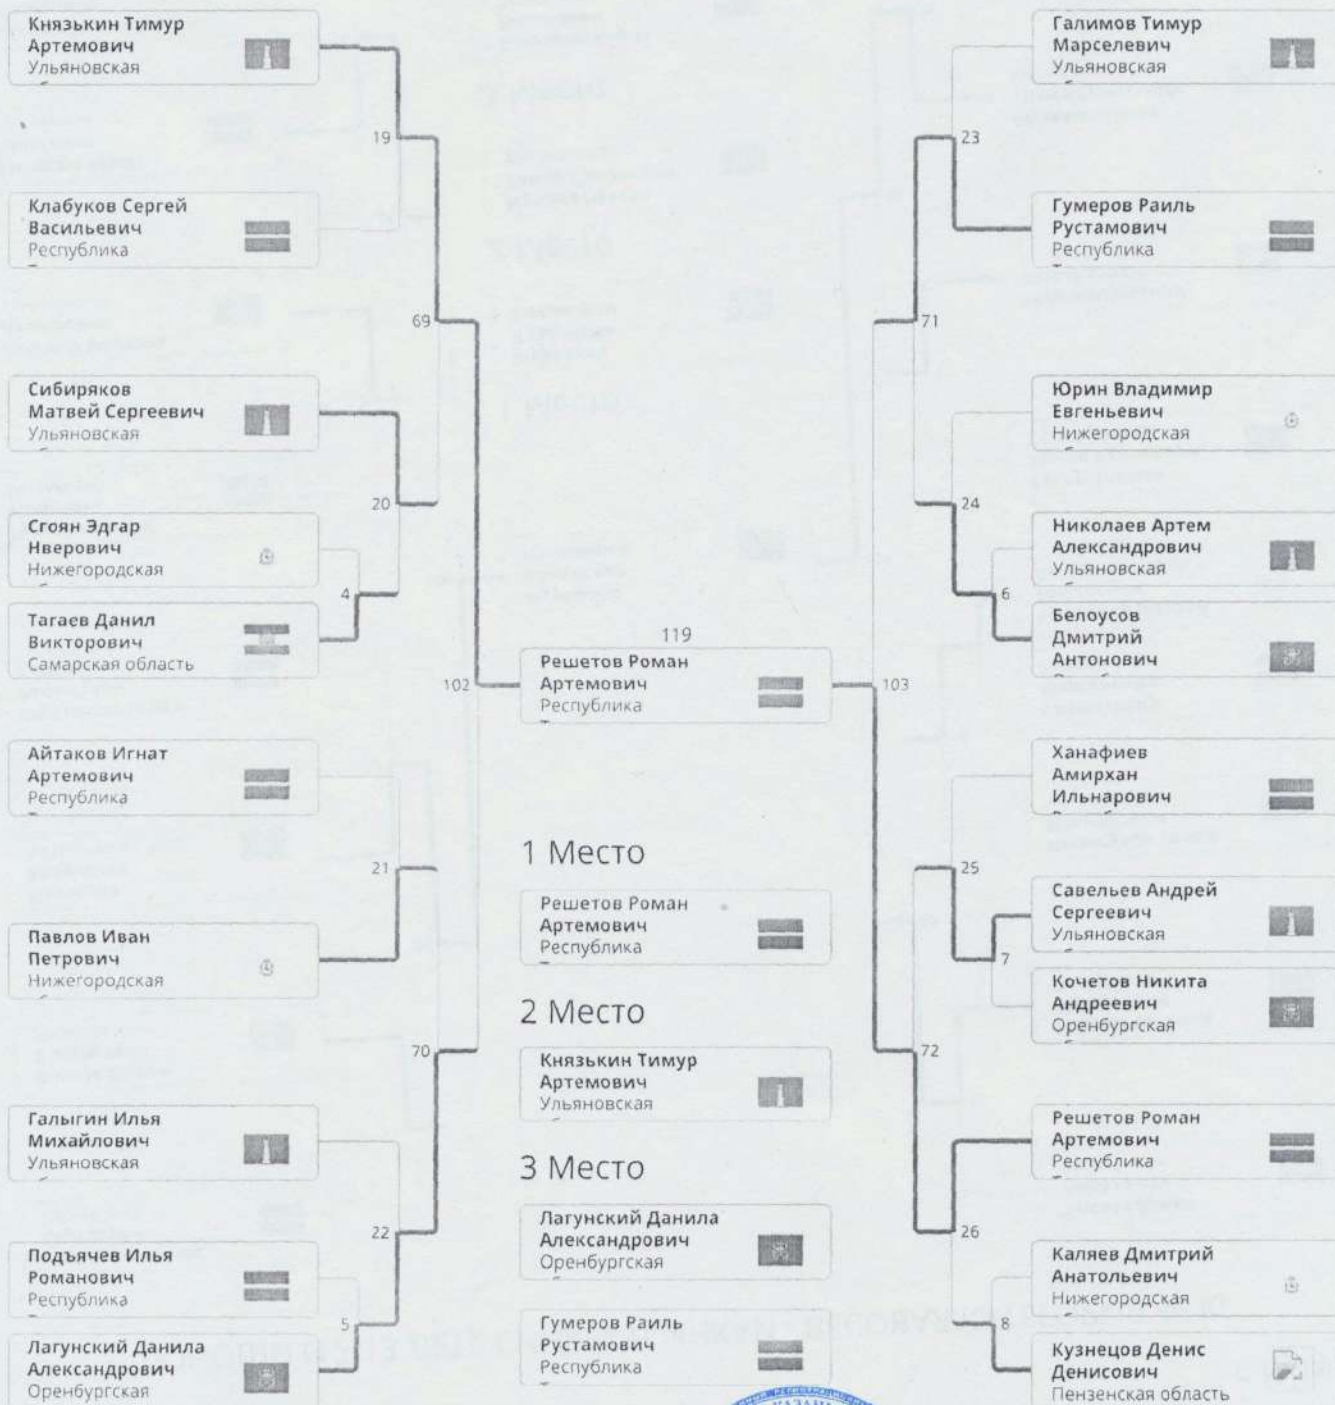 Князькин Тимур
Артемович
Ульяновская
19
Клабуков Сергей
Васильевич
Республика
69
Сибиряков
Матвей Сергеевич
Ульяновская
20
Сгоян Эдгар
Нверович
Нижегородская
4
Тагаев Данил
Викторович
Самарская область
102
Айтаков Игнат
Артемович
Республика
21
Павлов Иван
Петрович
Нижегородская
70
Галыгин Илья
Михайлович
Ульяновская
22
Подъячев Илья
Романович
Республика
5
Лагунский Данила
Александрович
Оренбургская
119
Решетов Роман
Артемович
Республика
1 Место
Решетов Роман
Артемович
Республика
2 Место
Князькин Тимур
Артемович
Ульяновская
3 Место
Лагунский Данила
Александрович
Оренбургская
Гумеров Раиль
Рустамович
Республика
Галимов Тимур
Марселевич
Ульяновская
23
Гумеров Раиль
Рустамович
Республика
71
Юрин Владимир
Евгеньевич
Нижегородская
24
Николаев Артем
Александрович
Ульяновская
6
Белоусов
Дмитрий
Антонович
103
Ханафиев
Амирхан
Ильнарович
25
Савельев Андрей
Сергеевич
Ульяновская
7
Кочетов Никита
Андреевич
Оренбургская
72
Решетов Роман
Артемович
Республика
26
Каляев Дмитрий
Анатольевич
Нижегородская
8
Кузнецов Денис
Денисович
Пензенская область